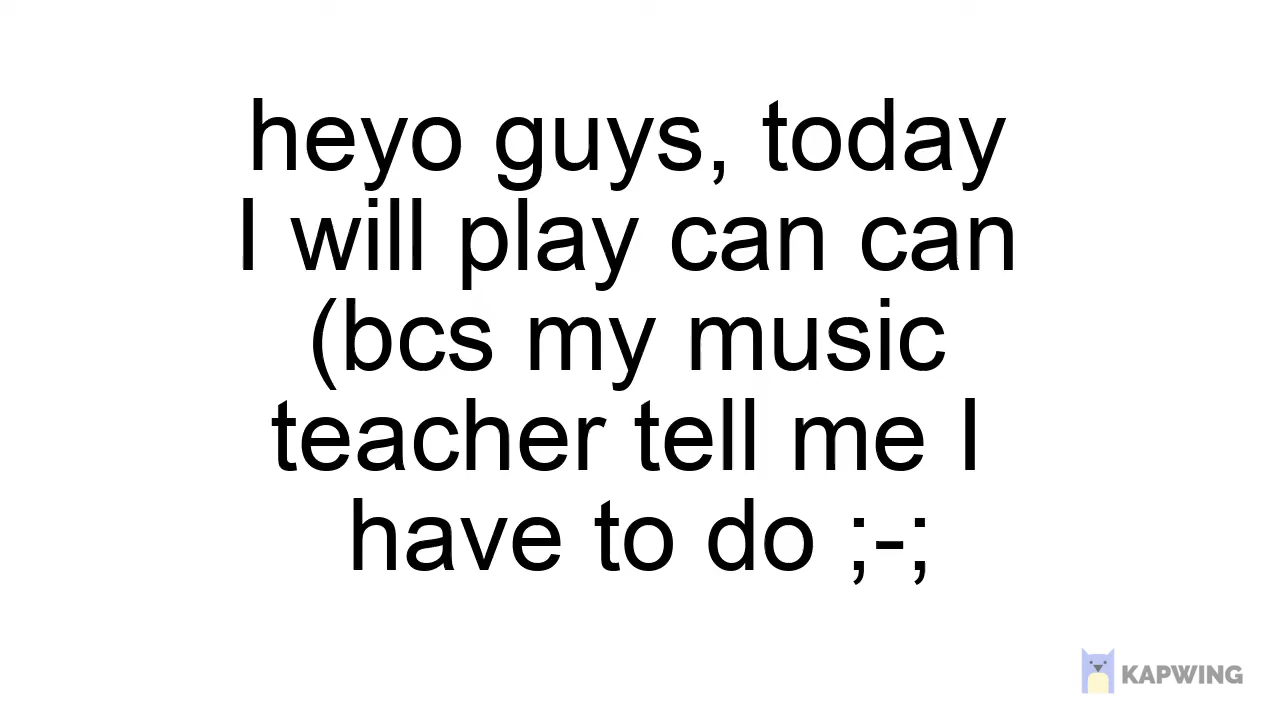 heyo guys, today
I will play can can
(bcs my music
teacher tell me I
have to do ;-;
KAPWING